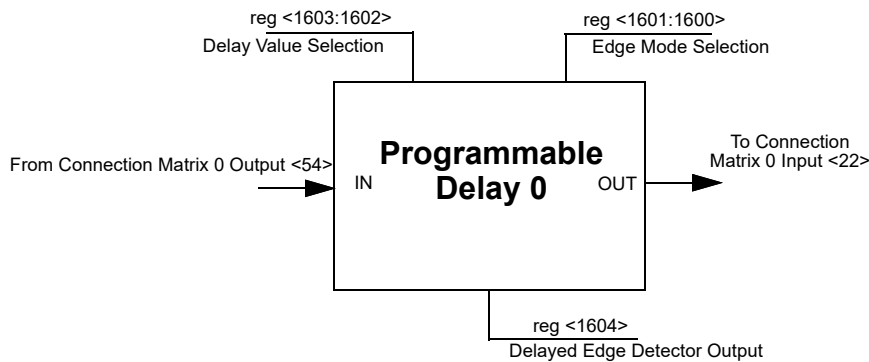 reg <1603:1602>
Delay Value Selection
reg <1601:1600>
Edge Mode Selection
From Connection Matrix 0 Output <54>
IN
Programmable
Delay 0
OUT
To Connection
Matrix 0 Input <22>
reg <1604>
Delayed Edge Detector Output